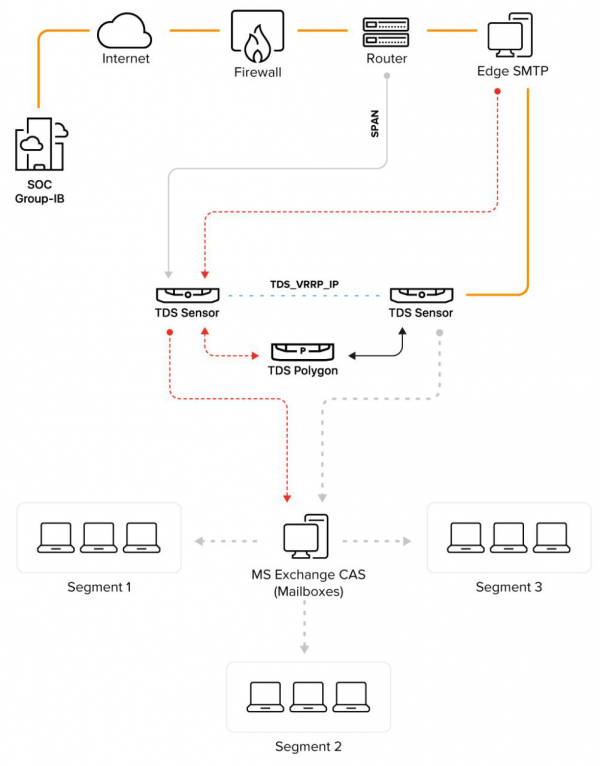 Internet
Firewall
Router
Edge SMTP
SPAN
SOC
Group-IB
TDS_VRRP_IP
TDS Sensor
TDS Sensor
P
TDS Polygon
MS Exchange CAS
(Mailboxes)
Segment 1
Segment 3
Segment 2